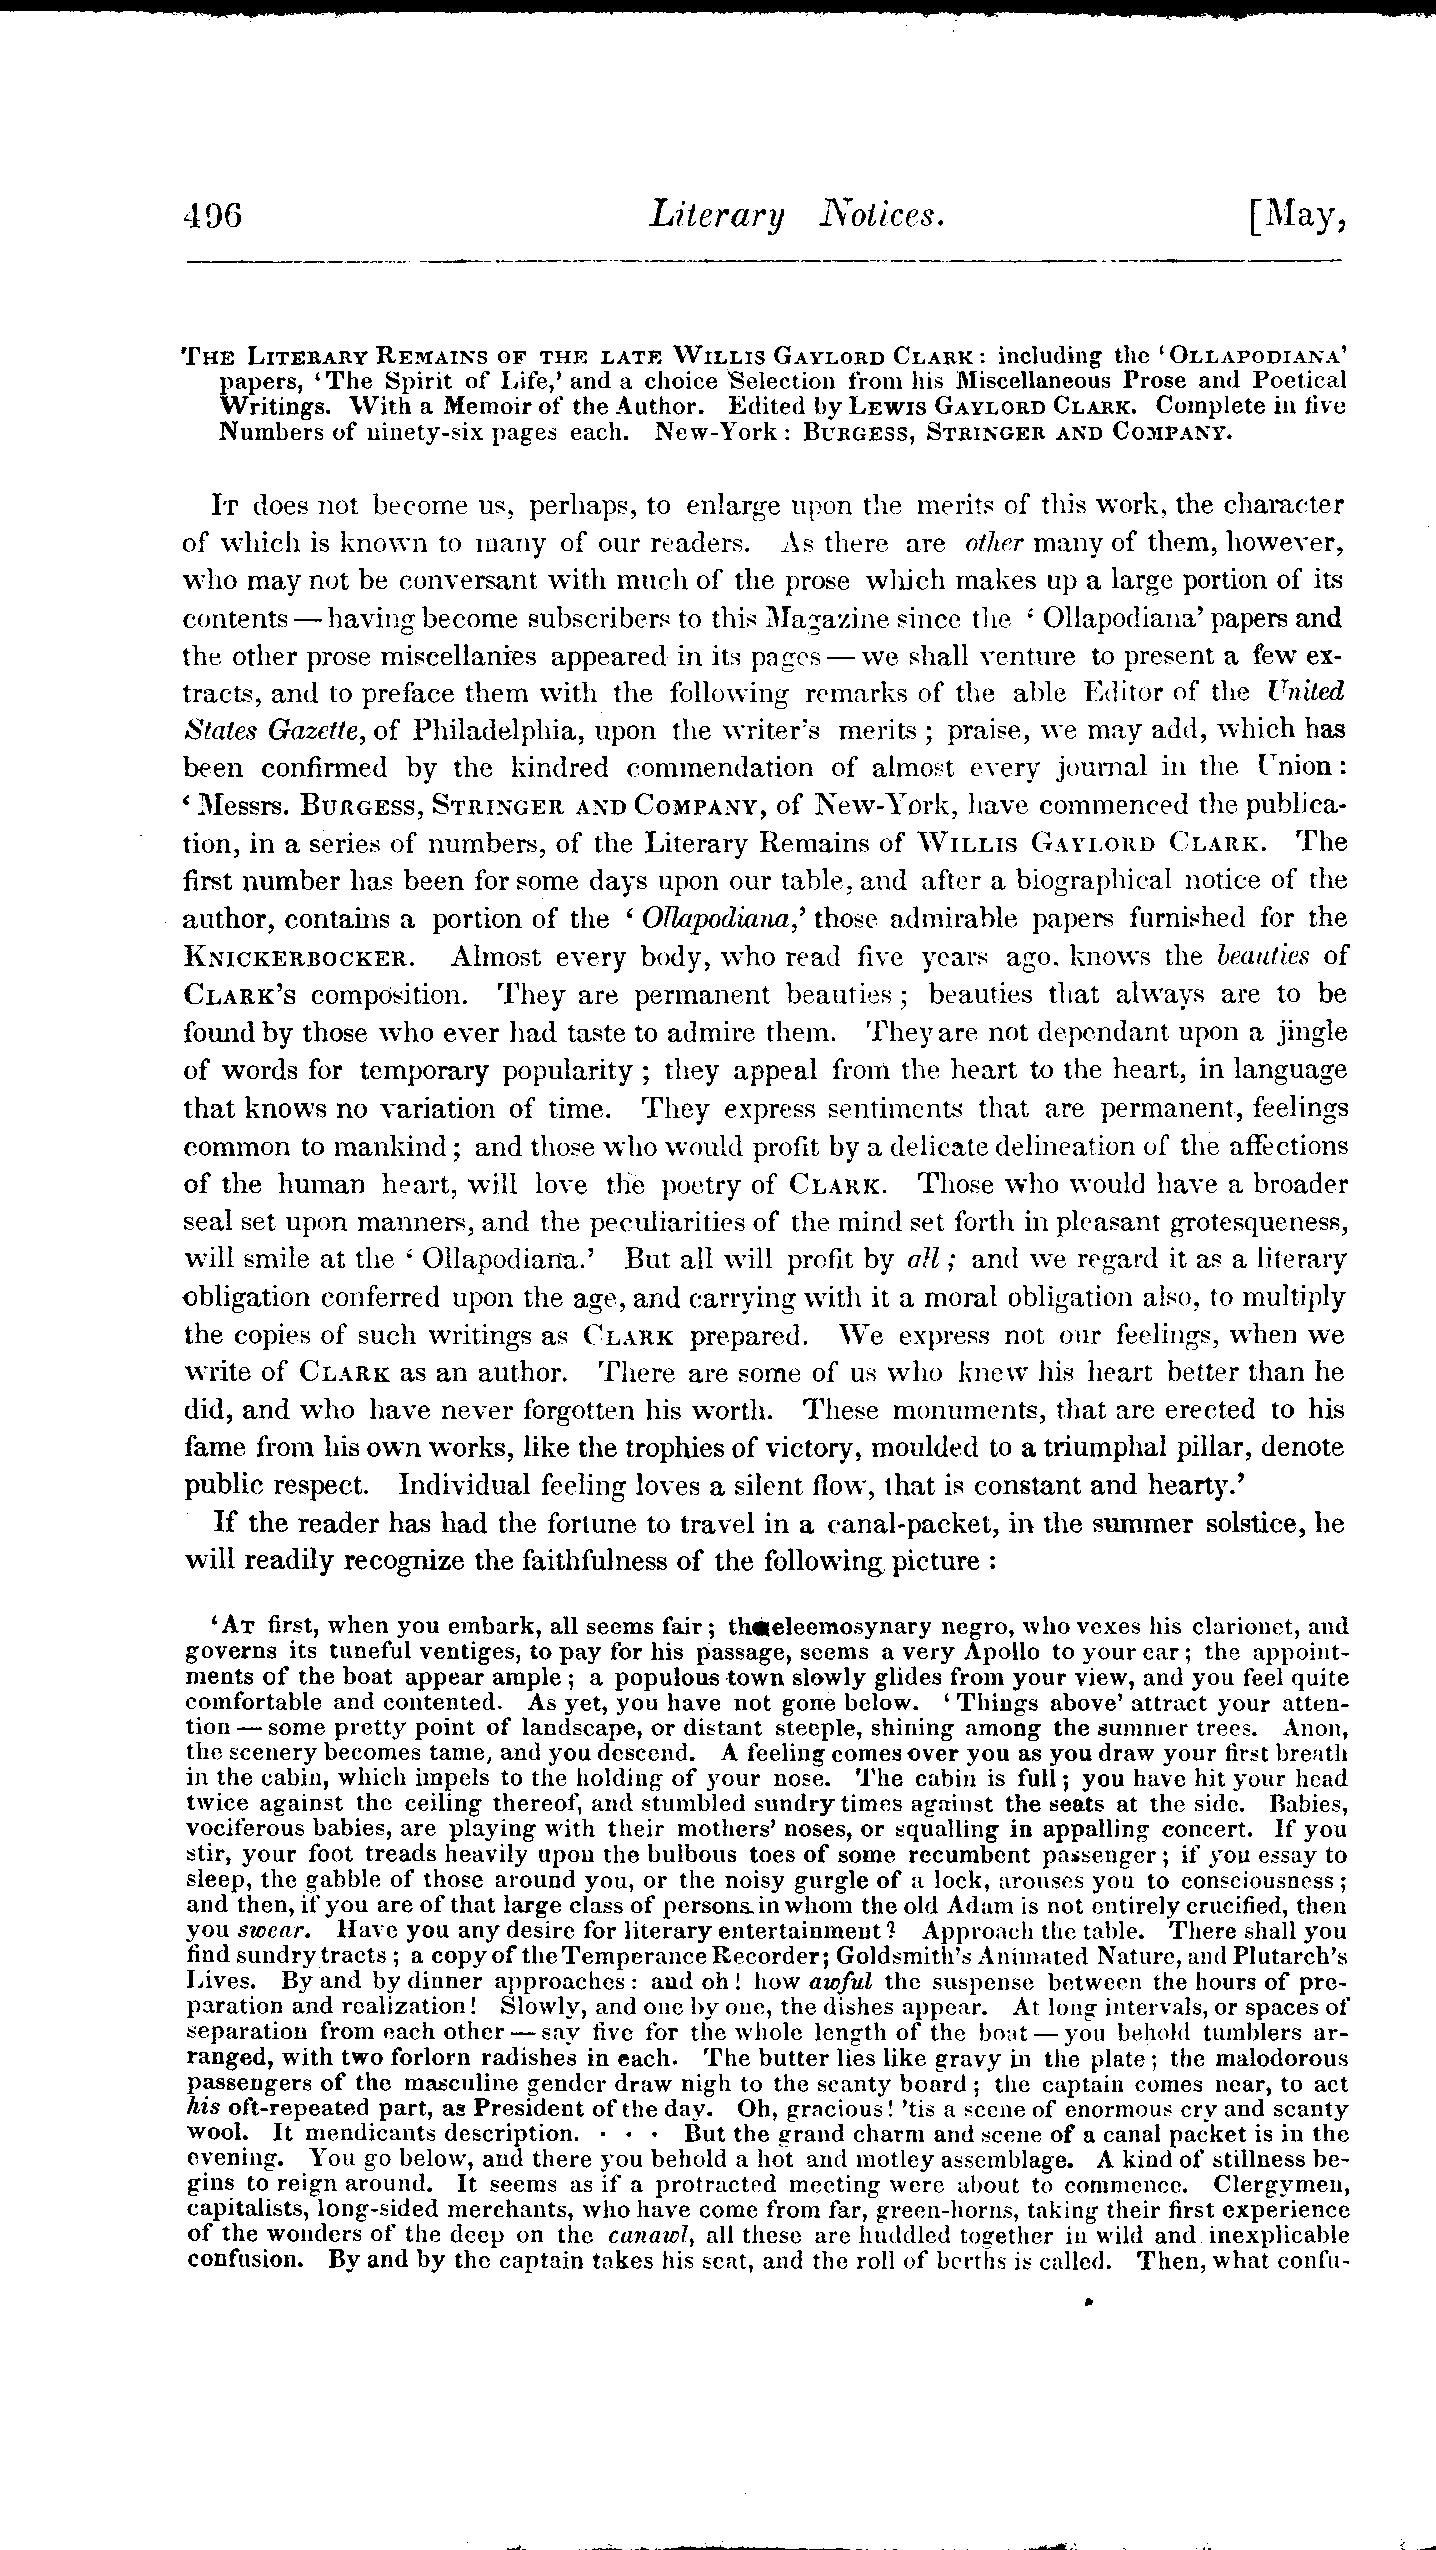 496 Literary Notices. [May,
THE LITERARY REMAINS OF THE LATE WILLIS GAYLORD CLARK: including the 'OLLAPODIANA'
papers, 'The Spirit of Life,' and a choice Selection from his Miscellaneous Prose and Poetical
Writings. With a Memoir of the Author. Edited by LEWIS GAYLORD CLARK. Complete in five
Numbers of ninety-six pages each. New-York: BURGESS, STRINGER AND COMPANY.
IT does not become us, perhaps, to enlarge upon the merits of this work, the character
of which is known to many of our readers. As there are other many of them, however,
who may not be conversant with much of the prose which makes up a large portion of its
contents — having become subscribers to this Magazine since the 'Ollapodiana' papers and
the other prose miscellanies appeared in its pages — we shall venture to present a few ex-
tracts, and to preface them with the following remarks of the able Editor of the United
States Gazette, of Philadelphia, upon the writer's merits; praise, we may add, which has
been confirmed by the kindred commendation of almost every journal in the Union:
'Messrs. BURGESS, STRINGER AND COMPANY, of New-York, have commenced the publica-
tion, in a series of numbers, of the Literary Remains of WILLIS GAYLORD CLARK. The
first number has been for some days upon our table, and after a biographical notice of the
author, contains a portion of the 'Ollapodiana,' those admirable papers furnished for the
KNICKERBOCKER. Almost every body, who read five years ago, knows the beauties of
CLARK'S composition. They are permanent beauties; beauties that always are to be
found by those who ever had taste to admire them. They are not dependant upon a jingle
of words for temporary popularity; they appeal from the heart to the heart, in language
that knows no variation of time. They express sentiments that are permanent, feelings
common to mankind; and those who would profit by a delicate delineation of the affections
of the human heart, will love the poetry of CLARK. Those who would have a broader
seal set upon manners, and the peculiarities of the mind set forth in pleasant grotesqueness,
will smile at the 'Ollapodiana.' But all will profit by all; and we regard it as a literary
obligation conferred upon the age, and carrying with it a moral obligation also, to multiply
the copies of such writings as CLARK prepared. We express not our feelings, when we
write of CLARK as an author. There are some of us who knew his heart better than he
did, and who have never forgotten his worth. These monuments, that are erected to his
fame from his own works, like the trophies of victory, moulded to a triumphal pillar, denote
public respect. Individual feeling loves a silent flow, that is constant and hearty.'
If the reader has had the fortune to travel in a canal-packet, in the summer solstice, he
will readily recognize the faithfulness of the following picture:
'AT first, when you embark, all seems fair; the eleemosynary negro, who vexes his clarionet, and
governs its tuneful ventiges, to pay for his passage, seems a very Apollo to your ear; the appoint-
ments of the boat appear ample; a populous town slowly glides from your view, and you feel quite
comfortable and contented. As yet, you have not gone below. 'Things above' attract your atten-
tion — some pretty point of landscape, or distant steeple, shining among the summer trees. Anon,
the scenery becomes tame, and you descend. A feeling comes over you as you draw your first breath
in the cabin, which impels to the holding of your nose. The cabin is full; you have hit your head
twice against the ceiling thereof, and stumbled sundry times against the seats at the side. Babies,
vociferous babies, are playing with their mothers' noses, or squalling in appalling concert. If you
stir, your foot treads heavily upon the bulbous toes of some recumbent passenger; if you essay to
sleep, the gabble of those around you, or the noisy gurgle of a lock, arouses you to consciousness;
and then, if you are of that large class of persons in whom the old Adam is not entirely crucified, then
you swear. Have you any desire for literary entertainment? Approach the table. There shall you
find sundry tracts; a copy of the Temperance Recorder; Goldsmith's Animated Nature, and Plutarch's
Lives. By and by dinner approaches: and oh! how awful the suspense between the hours of pre-
paration and realization! Slowly, and one by one, the dishes appear. At long intervals, or spaces of
separation from each other — say five for the whole length of the boat — you behold tumblers ar-
ranged, with two forlorn radishes in each. The butter lies like gravy in the plate; the malodorous
passengers of the masculine gender draw nigh to the scanty board; the captain comes near, to act
his oft-repeated part, as President of the day. Oh, gracious! 'tis a scene of enormous cry and scanty
wool. It mendicants description. · · · But the grand charm and scene of a canal packet is in the
evening. You go below, and there you behold a hot and motley assemblage. A kind of stillness be-
gins to reign around. It seems as if a protracted meeting were about to commence. Clergymen,
capitalists, long-sided merchants, who have come from far, green-horns, taking their first experience
of the wonders of the deep on the canawl, all these are huddled together in wild and inexplicable
confusion. By and by the captain takes his seat, and the roll of berths is called. Then, what confu-